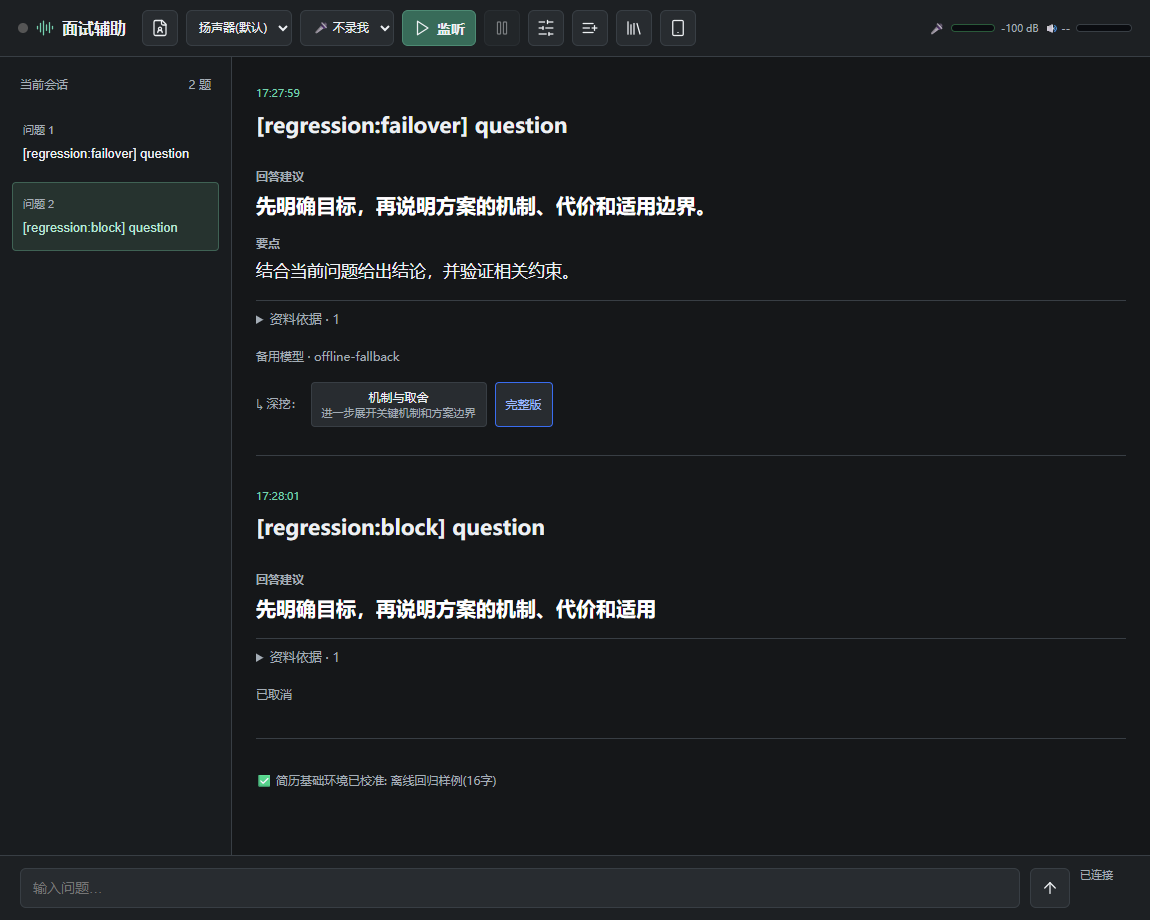 面试辅助
扬声器(默认)
不录我
监听
-100 dB
--
当前会话
2 题
问题 1
[regression:failover] question
问题 2
[regression:block] question
17:27:59
[regression:failover] question
回答建议
先明确目标，再说明方案的机制、代价和适用边界。
要点
结合当前问题给出结论，并验证相关约束。
▶ 资料依据 · 1
备用模型 · offline-fallback
↳ 深挖:
机制与取舍
进一步展开关键机制和方案边界
完整版
17:28:01
[regression:block] question
回答建议
先明确目标，再说明方案的机制、代价和适用
▶ 资料依据 · 1
已取消
✅ 简历基础环境已校准: 离线回归样例(16字)
输入问题...
已连接